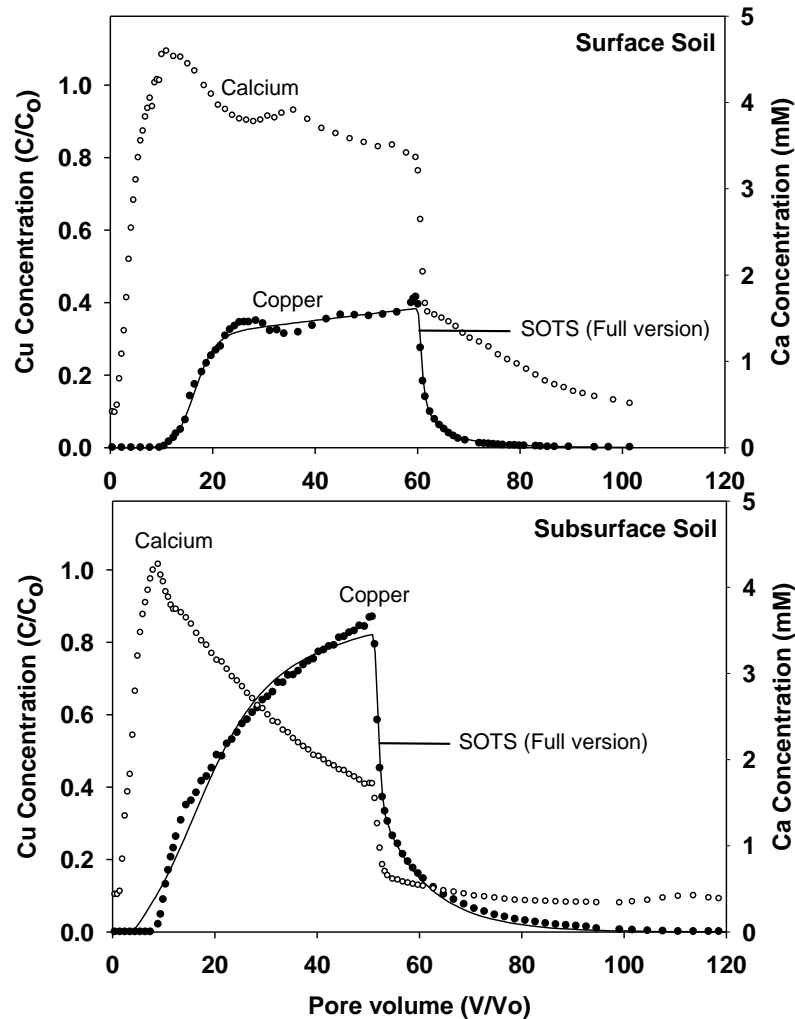 Surface Soil
Calcium
Copper
SOTS (Full version)
Cu Concentration (C/Co)
Ca Concentration (mM)
1.0
0.8
0.6
0.4
0.2
0.0
5
4
3
2
1
0
0 20 40 60 80 100 120
Subsurface Soil
Calcium
Copper
SOTS (Full version)
Cu Concentration (C/Co)
Ca Concentration (mM)
1.0
0.8
0.6
0.4
0.2
0.0
5
4
3
2
1
0
0 20 40 60 80 100 120
Pore volume (V/Vo)